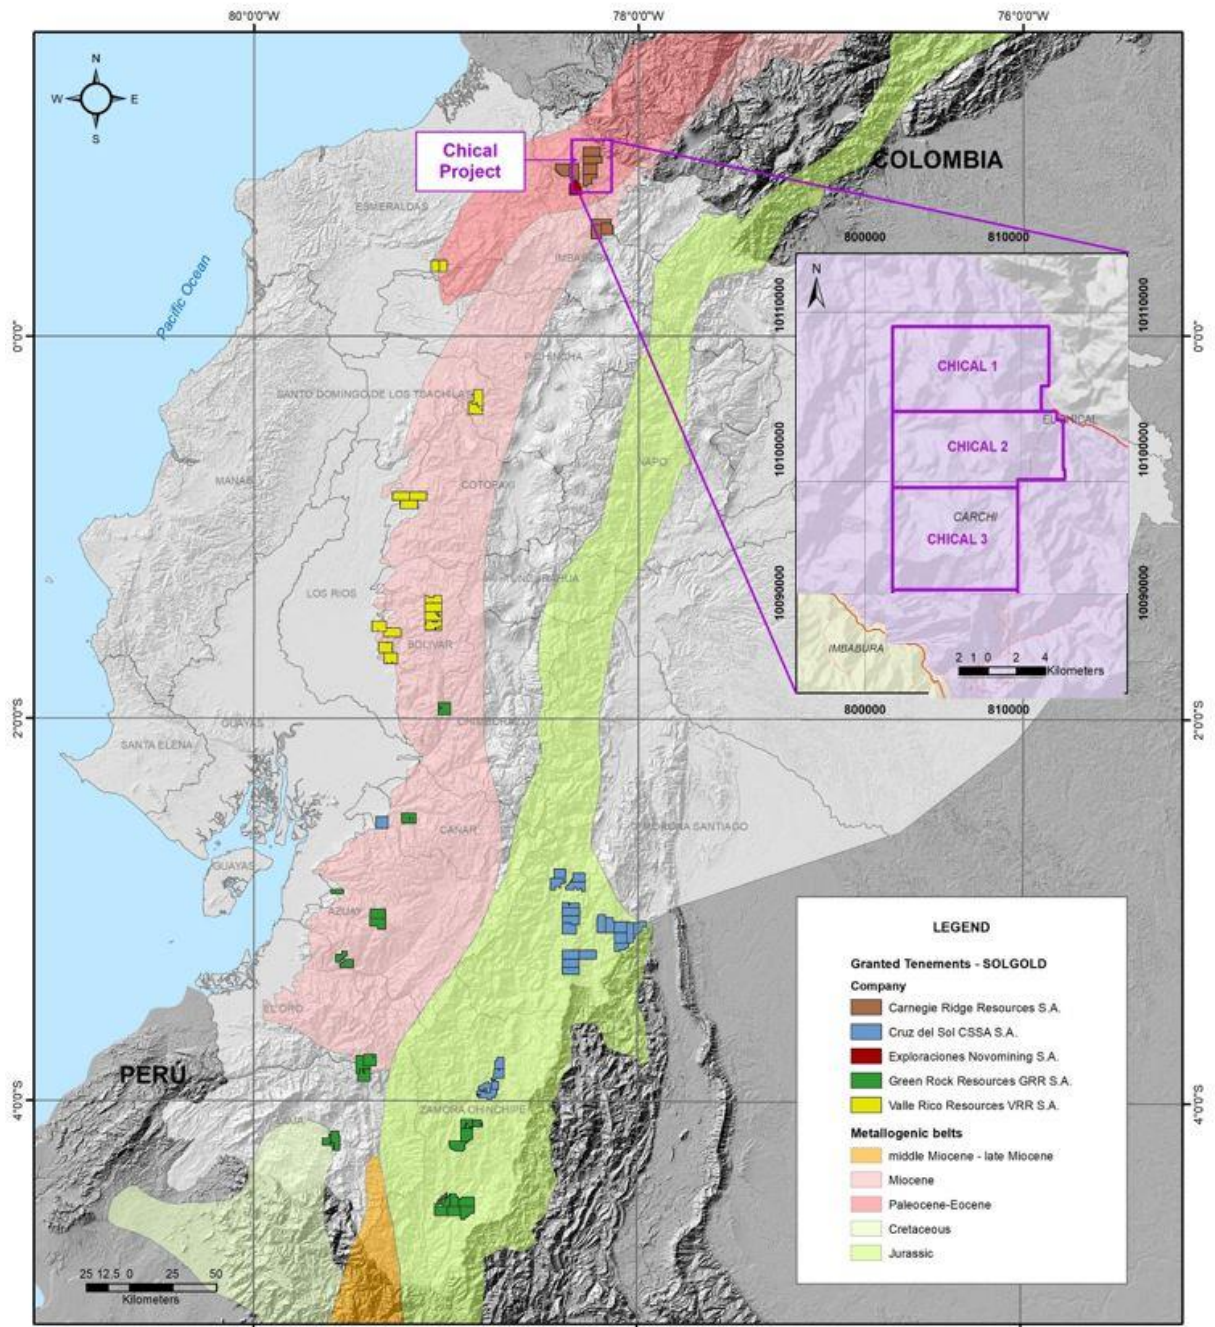 80°0'0"W
78°0'0"W
76°0'0"W
N
W
E
S
Chical
Project
COLOMBIA
ESMERALDAS
IMBABURA
Pacific Ocean
0°0'0"
0°0'0"
PICHINCHA
SANTO DOMINGO DE LOS TSACHILAS
NAPO
MANABI
COTOPAXI
TUNGURAHUA
LOS RIOS
BOLIVAR
CHIMBORAZO
GUAYAS
SANTA ELENA
2°0'0"S
2°0'0"S
MORONA SANTIAGO
CAÑAR
GUAYAS
AZUAY
EL ORO
PERÚ
4°0'0"S
4°0'0"S
ZAMORA CHINCHIPE
LOJA
25 12.5 0 25 50
Kilometers
800000
810000
N
10110000
10110000
CHICAL 1
EL CHICAL
CHICAL 2
10100000
10100000
CARCHI
CHICAL 3
10090000
10090000
IMBABURA
2 1 0 2 4
Kilometers
800000
810000
LEGEND
Granted Tenements - SOLGOLD
Company
Carnegie Ridge Resources S.A.
Cruz del Sol CSSA S.A.
Exploraciones Novomining S.A.
Green Rock Resources GRR S.A.
Valle Rico Resources VRR S.A.
Metallogenic belts
middle Miocene - late Miocene
Miocene
Paleocene-Eocene
Cretaceous
Jurassic